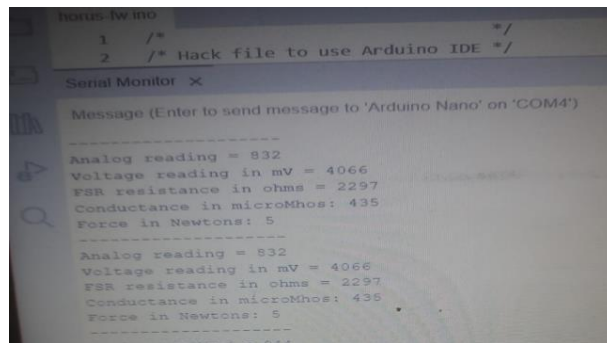 horus-fw.ino
1 /* */
2 /* Hack file to use Arduino IDE */
Serial Monitor ×
Message (Enter to send message to 'Arduino Nano' on 'COM4')
--------------------
Analog reading = 832
Voltage reading in mV = 4066
FSR resistance in ohms = 2297
Conductance in microMhos: 435
Force in Newtons: 5
--------------------
Analog reading = 832
Voltage reading in mV = 4066
FSR resistance in ohms = 2297
Conductance in microMhos: 435
Force in Newtons: 5
--------------------